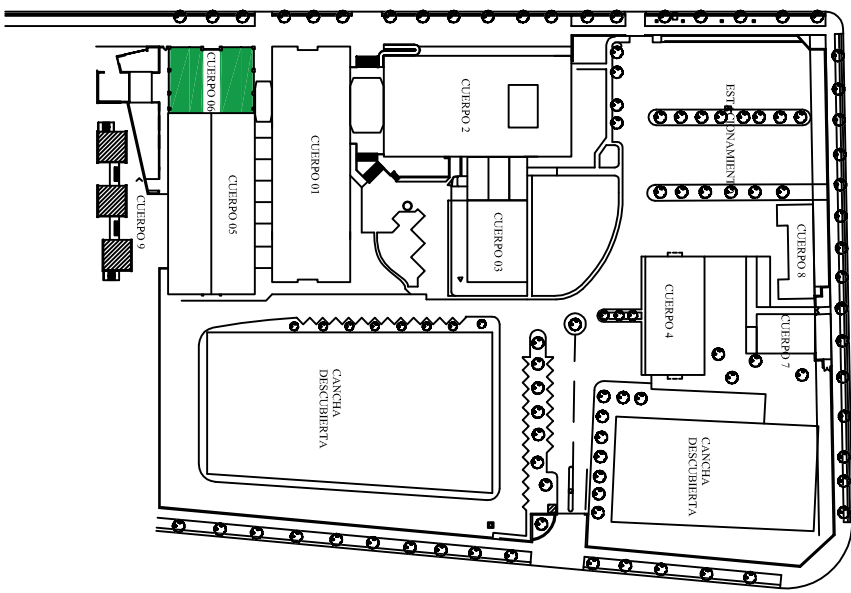 CUERPO 06
CUERPO 05
CUERPO 9
CUERPO 01
CUERPO 2
CUERPO 03
ESTACIONAMIENTO
CUERPO 8
CUERPO 7
CUERPO 4
CANCHA
DESCUBIERTA
CANCHA
DESCUBIERTA